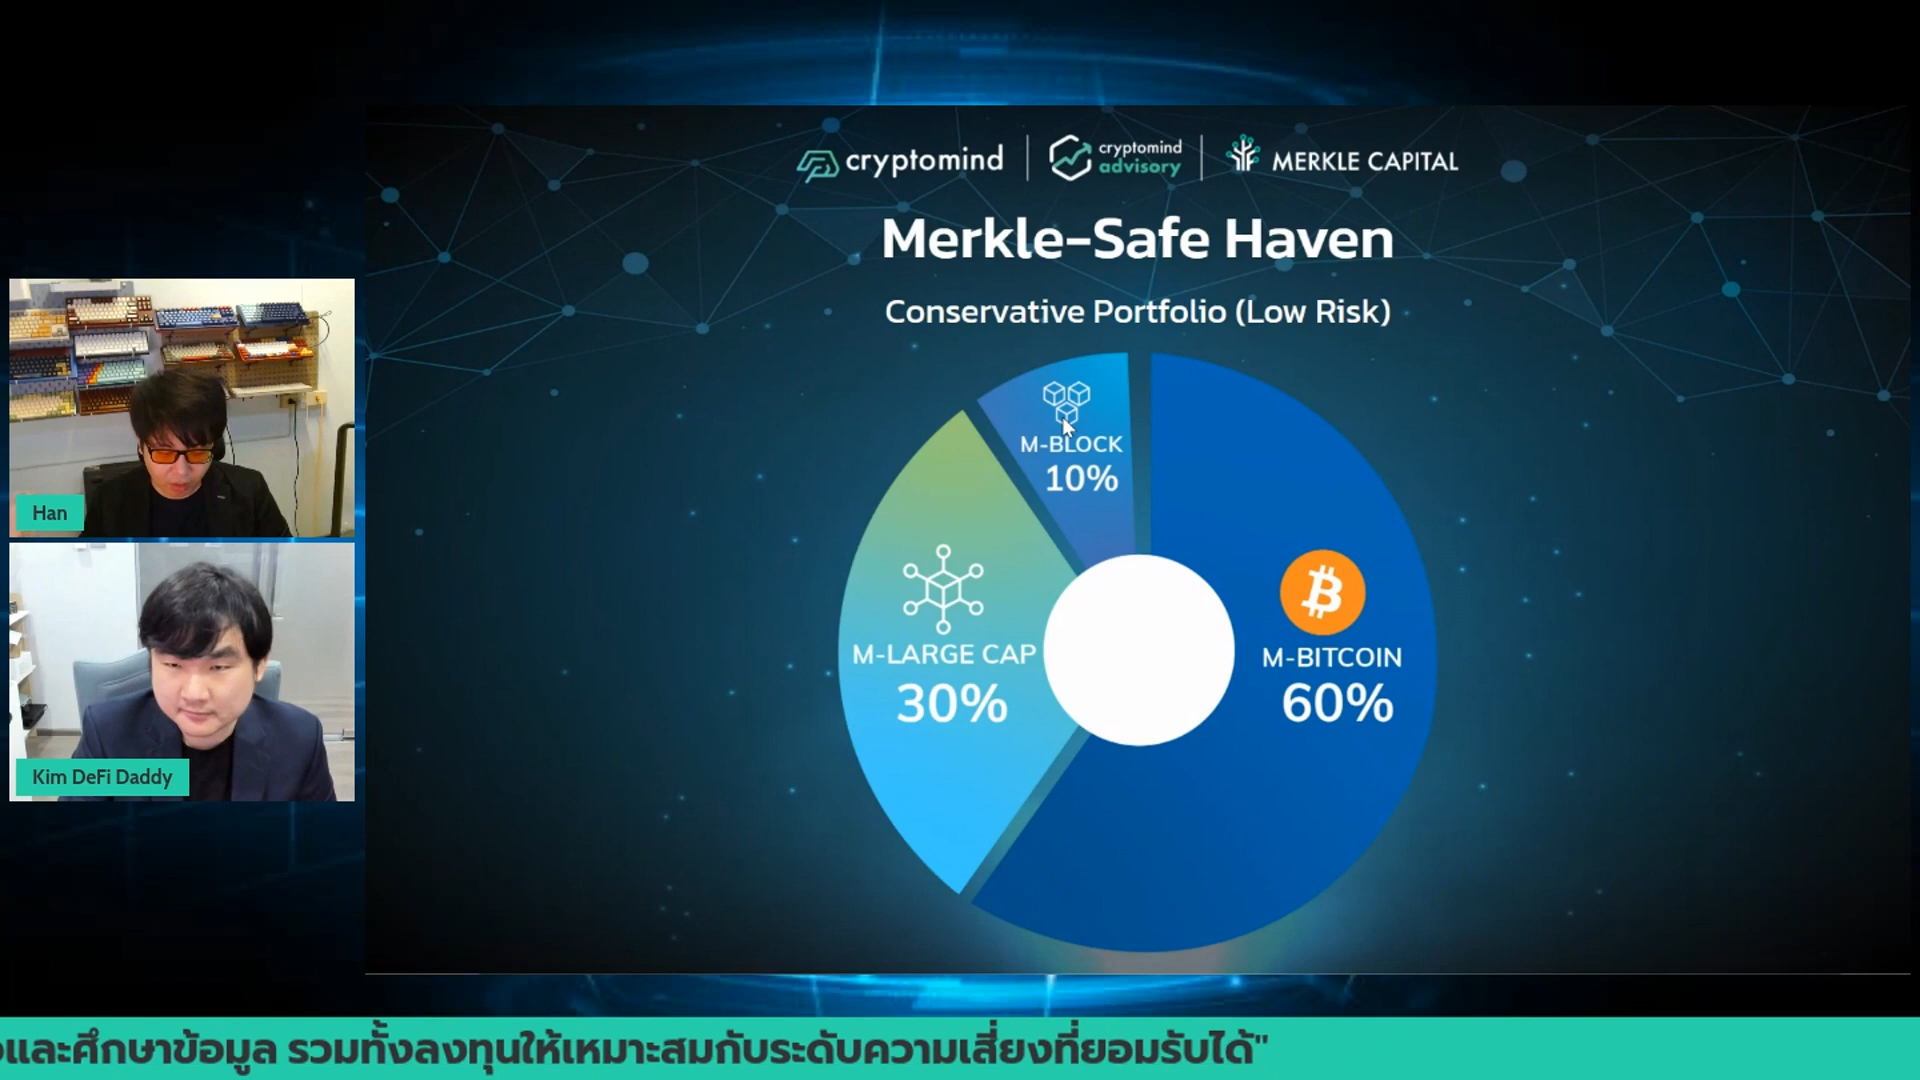 cryptomind
cryptomind
advisory
MERKLE CAPITAL
Merkle-Safe Haven
Conservative Portfolio (Low Risk)
M-BLOCK
10%
M-LARGE CAP
30%
M-BITCOIN
60%
Han
Kim DeFi Daddy
และศึกษาข้อมูล รวมทั้งลงทุนให้เหมาะสมกับระดับความเสี่ยงที่ยอมรับได้"